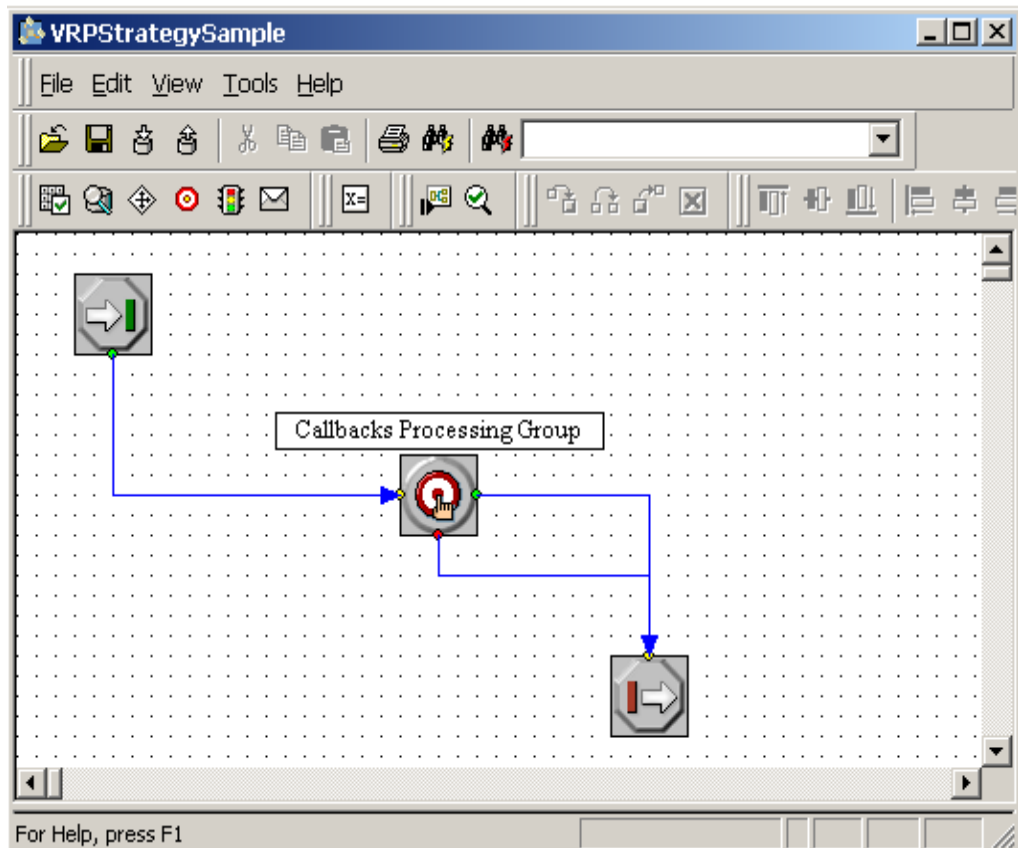 VRPStrategySample
File Edit View Tools Help
X=
Callbacks Processing Group
For Help, press F1